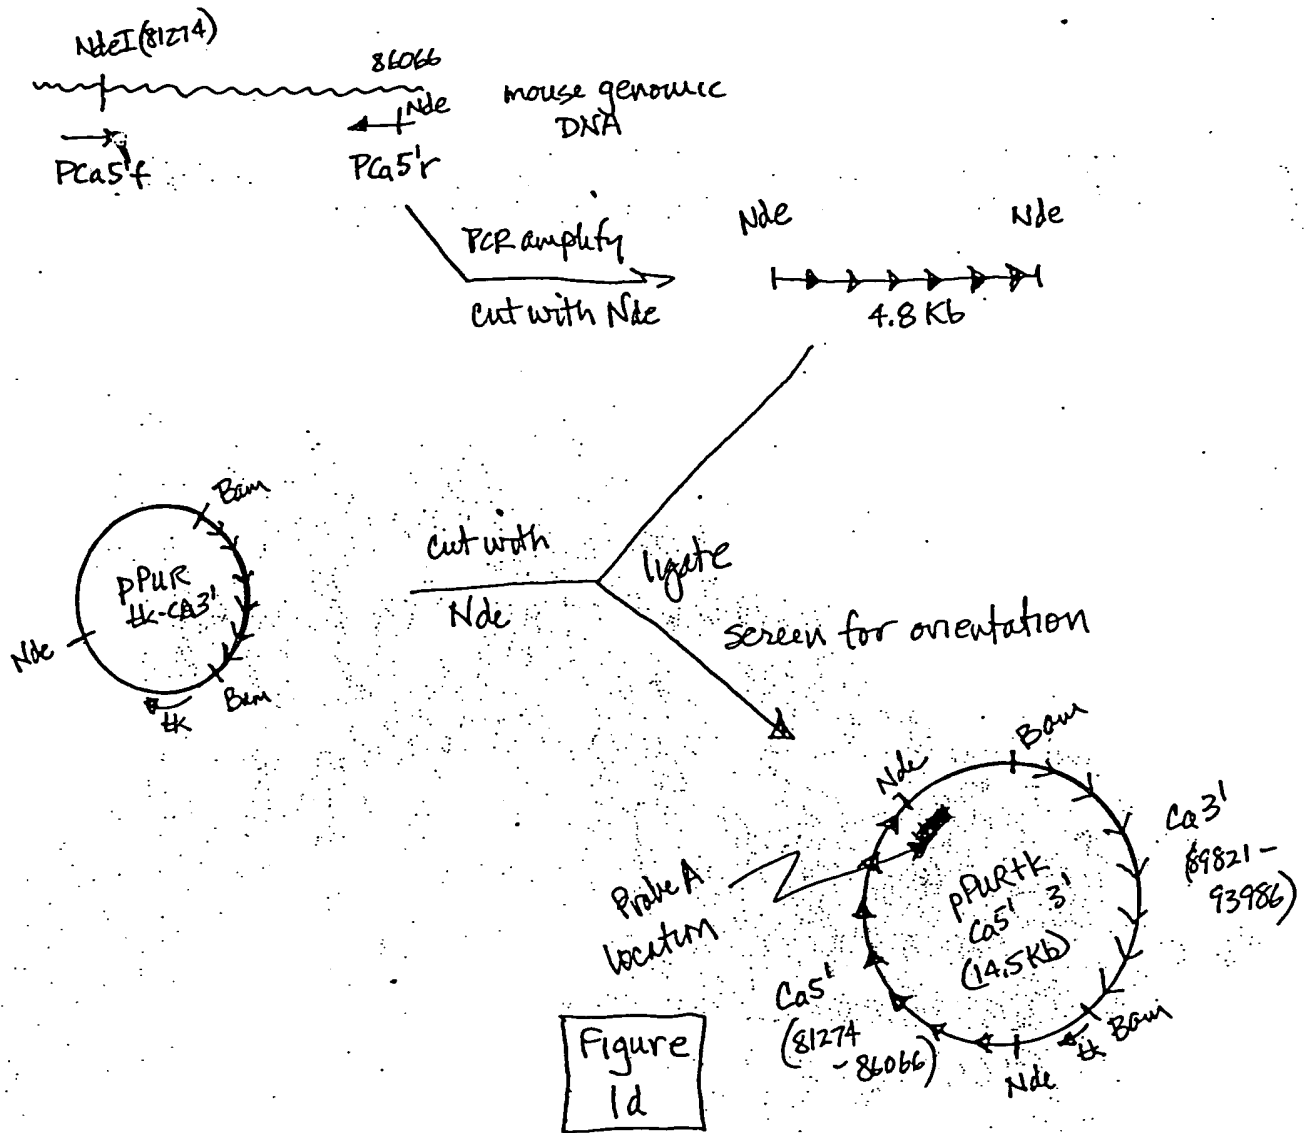 NdeI(81274)
86066
Nde
mouse genomic
DNA
PCa5'f
PCa5'r
PCR amplify
cut with Nde
Nde
Nde
4.8 Kb
Bam
pPUR
tk-CA3'
Nde
Bam
tk
cut with
Nde
ligate
screen for orientation
Nde
Bam
Ca3'
(89821-
93986)
Probe A
location
pPURtk
Ca5' 3'
(14.5Kb)
Ca5'
(81274
-86066)
Bam
tk
Nde
Figure
1d